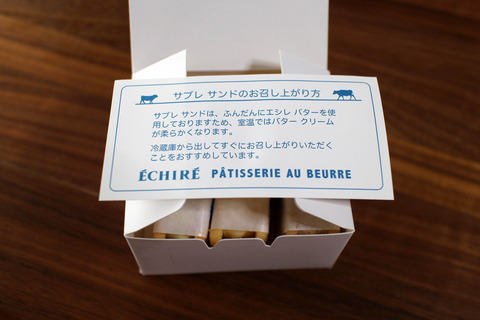 サブレ サンドのお召し上がり方
サブレ サンドは、ふんだんにエシレ バターを使
用しておりますため、室温ではバター クリーム
が柔らかくなります。
冷蔵庫から出してすぐにお召し上がりいただく
ことをおすすめしています。
ÉCHIRÉ PÂTISSERIE AU BEURRE